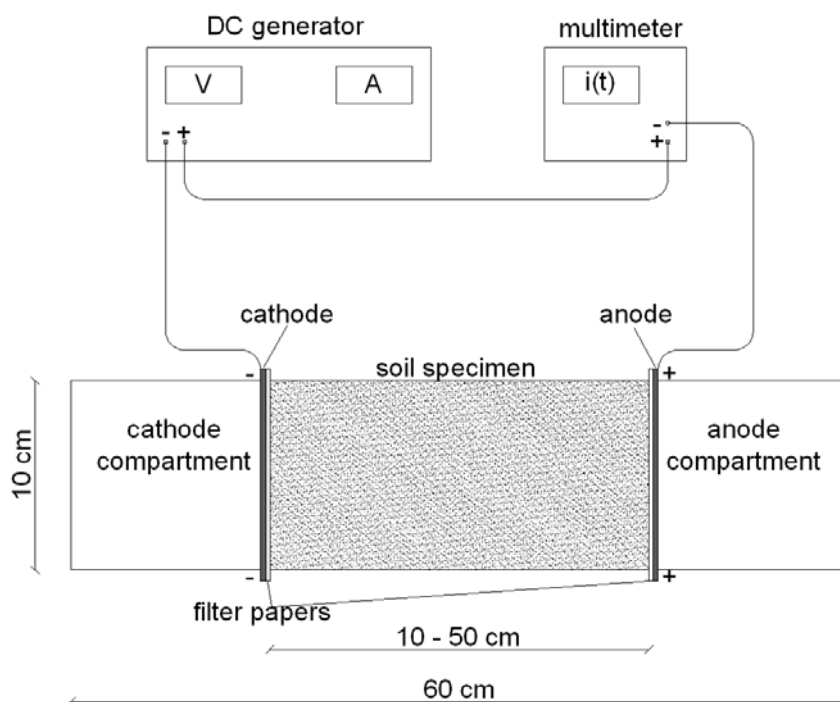 DC generator
multimeter
V
A
i(t)
- +
-
+
cathode
anode
- 
soil specimen
+
cathode
compartment
anode
compartment
10 cm
-
+
filter papers
10 - 50 cm
60 cm